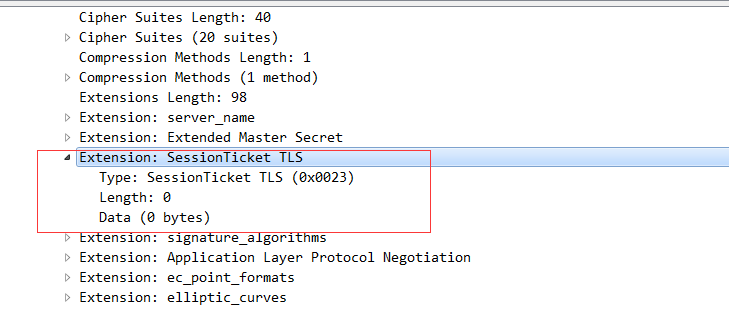 Cipher Suites Length: 40
Cipher Suites (20 suites)
Compression Methods Length: 1
Compression Methods (1 method)
Extensions Length: 98
Extension: server_name
Extension: Extended Master Secret
Extension: SessionTicket TLS
Type: SessionTicket TLS (0x0023)
Length: 0
Data (0 bytes)
Extension: signature_algorithms
Extension: Application Layer Protocol Negotiation
Extension: ec_point_formats
Extension: elliptic_curves